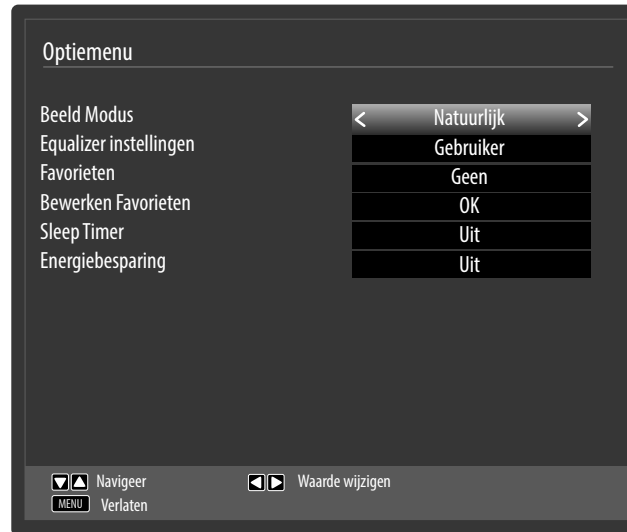 Optiemenu
Beeld Modus < Natuurlijk >
Equalizer instellingen Gebruiker
Favorieten Geen
Bewerken Favorieten OK
Sleep Timer Uit
Energiebesparing Uit
Navigeer Waarde wijzigen
MENU Verlaten